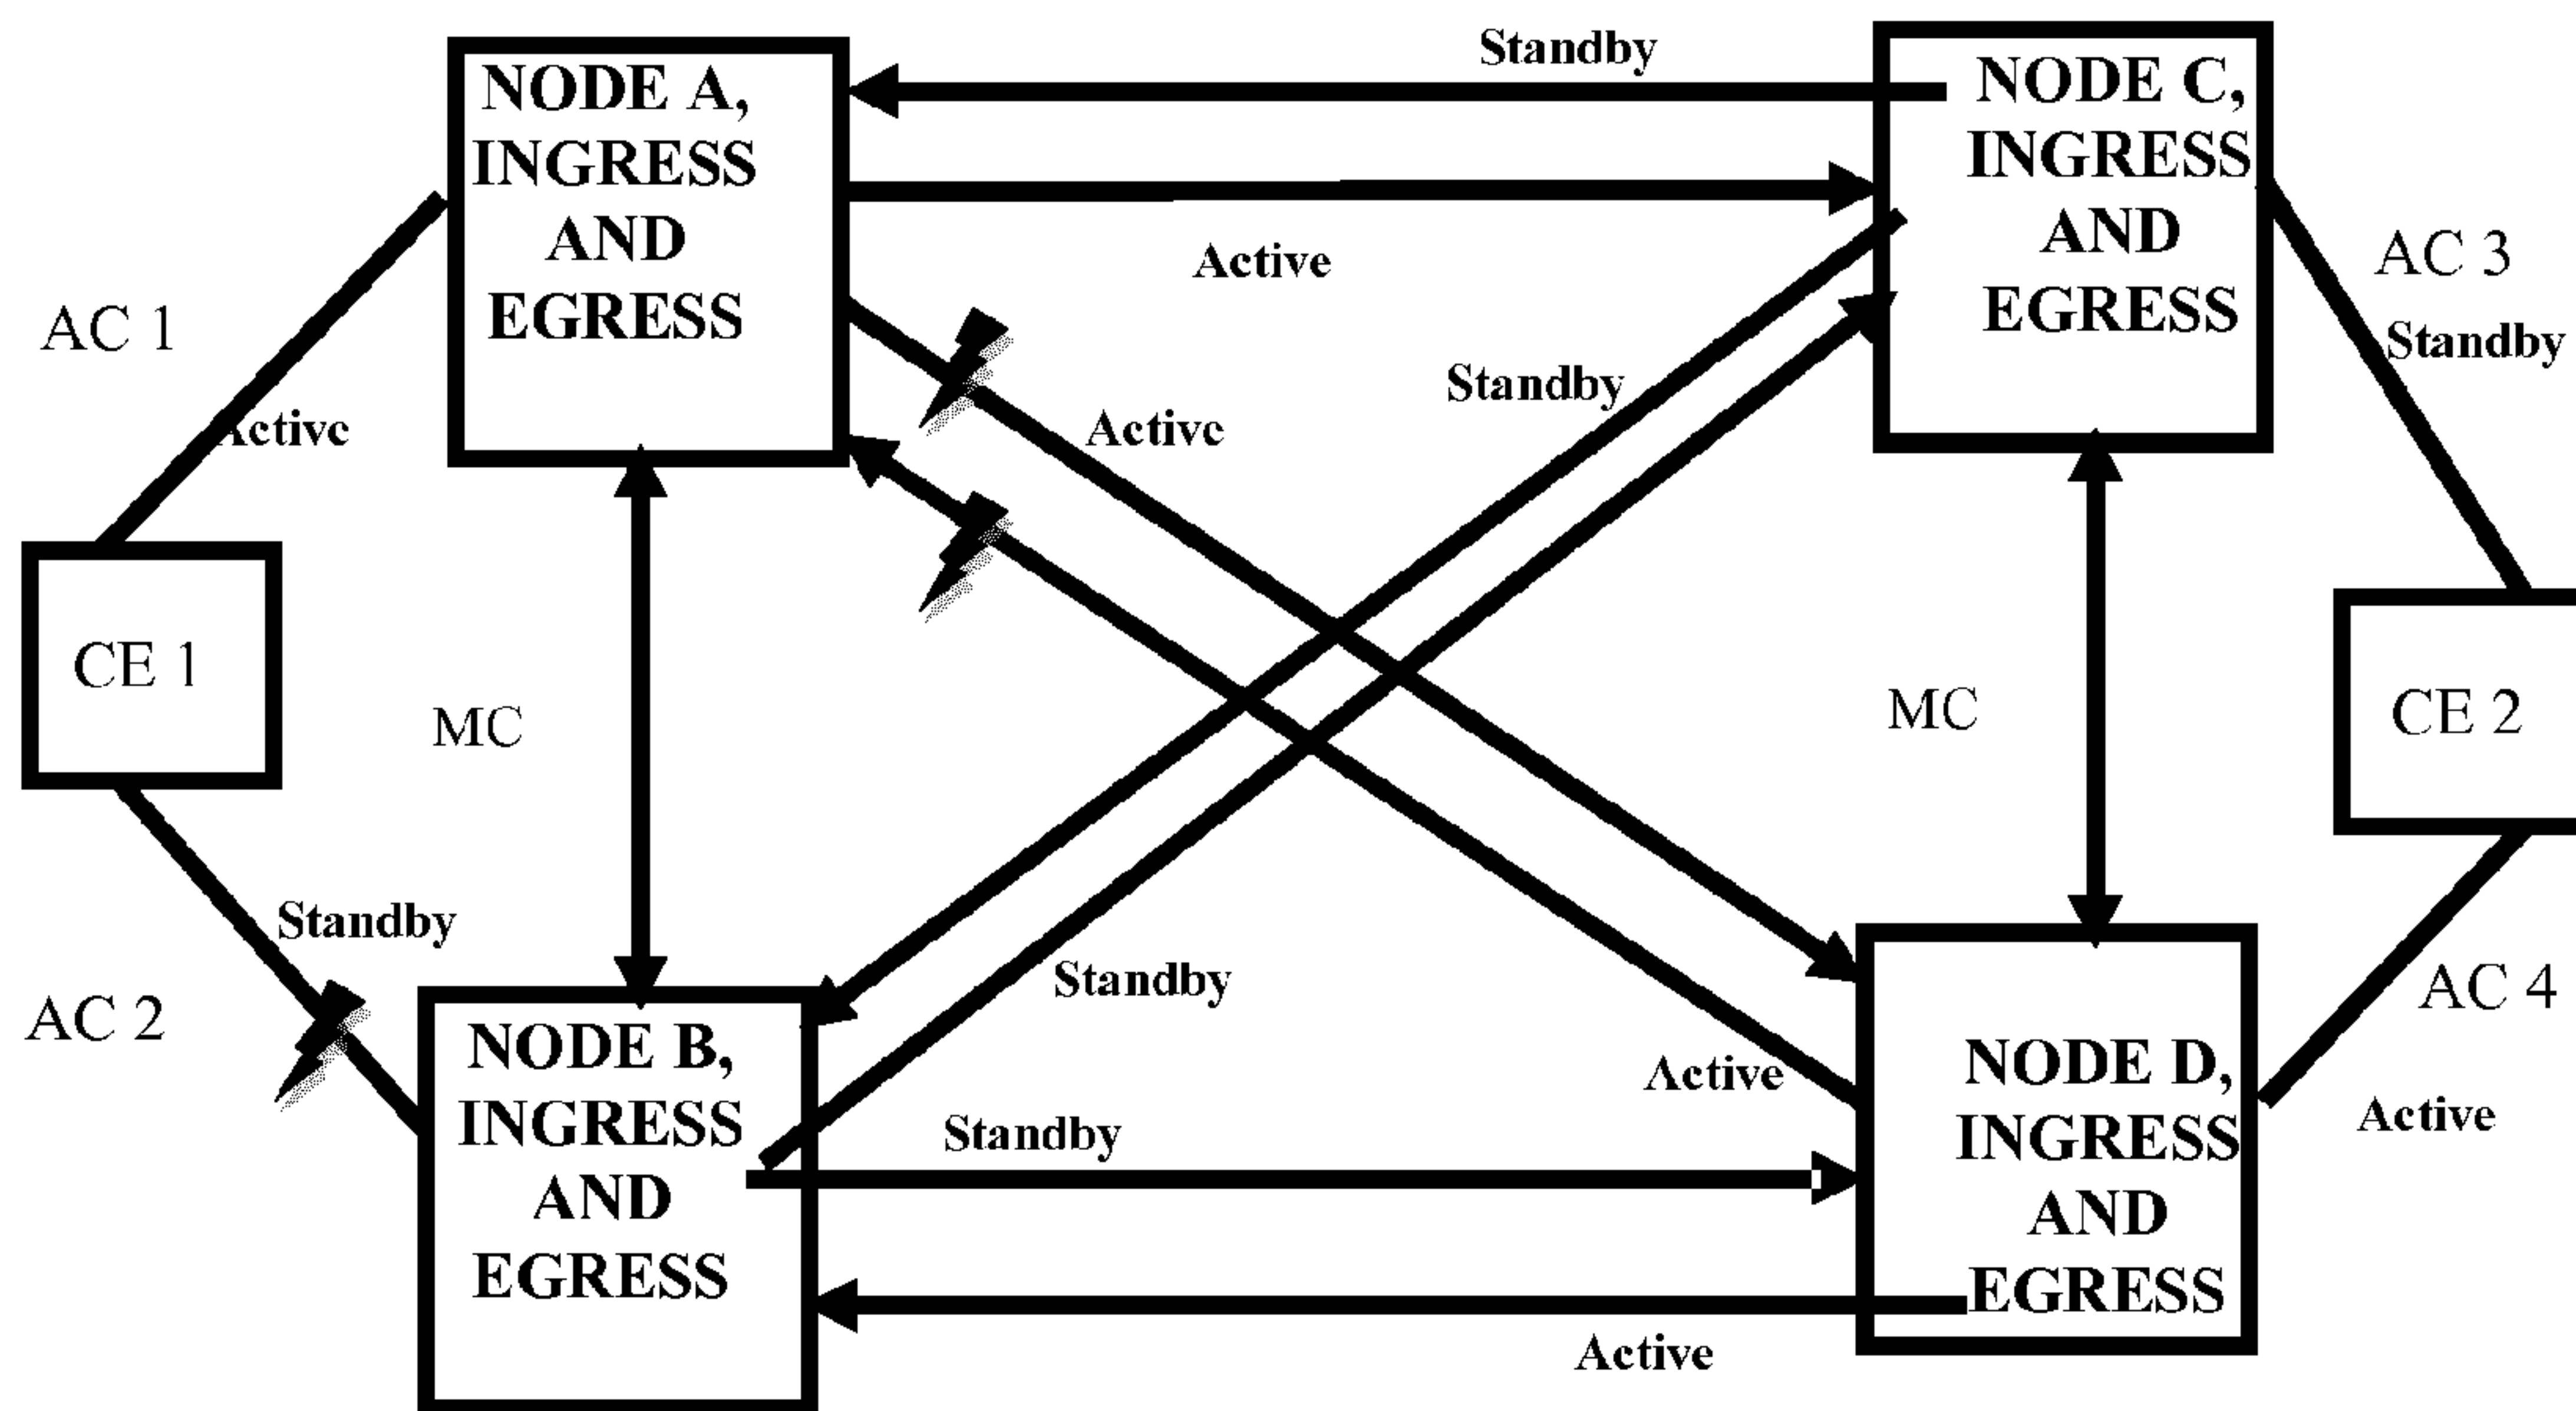 Standby
NODE A,
INGRESS
AND
EGRESS
NODE C,
INGRESS
AND
EGRESS
Active
AC 1
Active
AC 3
Standby
Standby
Active
CE 1
MC
MC
CE 2
Standby
AC 2
Standby
AC 4
NODE B,
INGRESS
AND
EGRESS
Active
NODE D,
INGRESS
AND
EGRESS
Active
Standby
Active